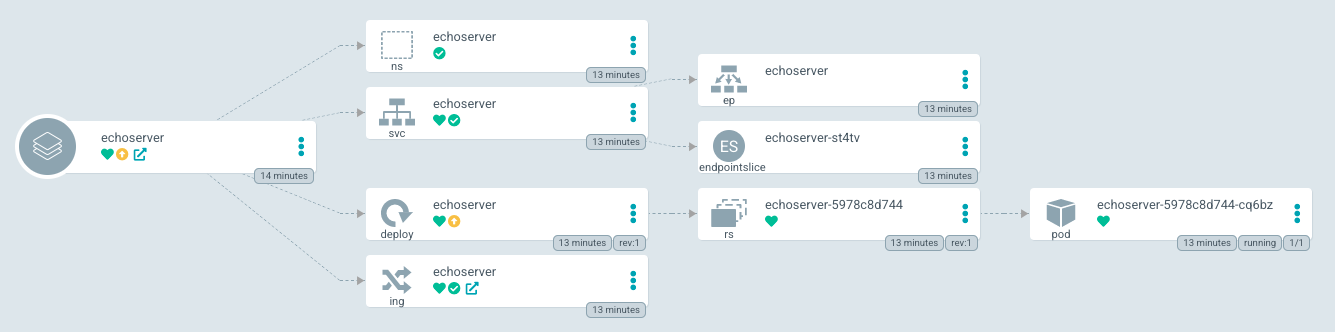 echoserver
14 minutes
echoserver
ns
13 minutes
echoserver
svc
13 minutes
echoserver
deploy
13 minutes rev:1
echoserver
ing
13 minutes
echoserver
ep
13 minutes
echoserver-st4tv
ES
endpointslice
13 minutes
echoserver-5978c8d744
rs
13 minutes rev:1
echoserver-5978c8d744-cq6bz
pod
13 minutes running 1/1